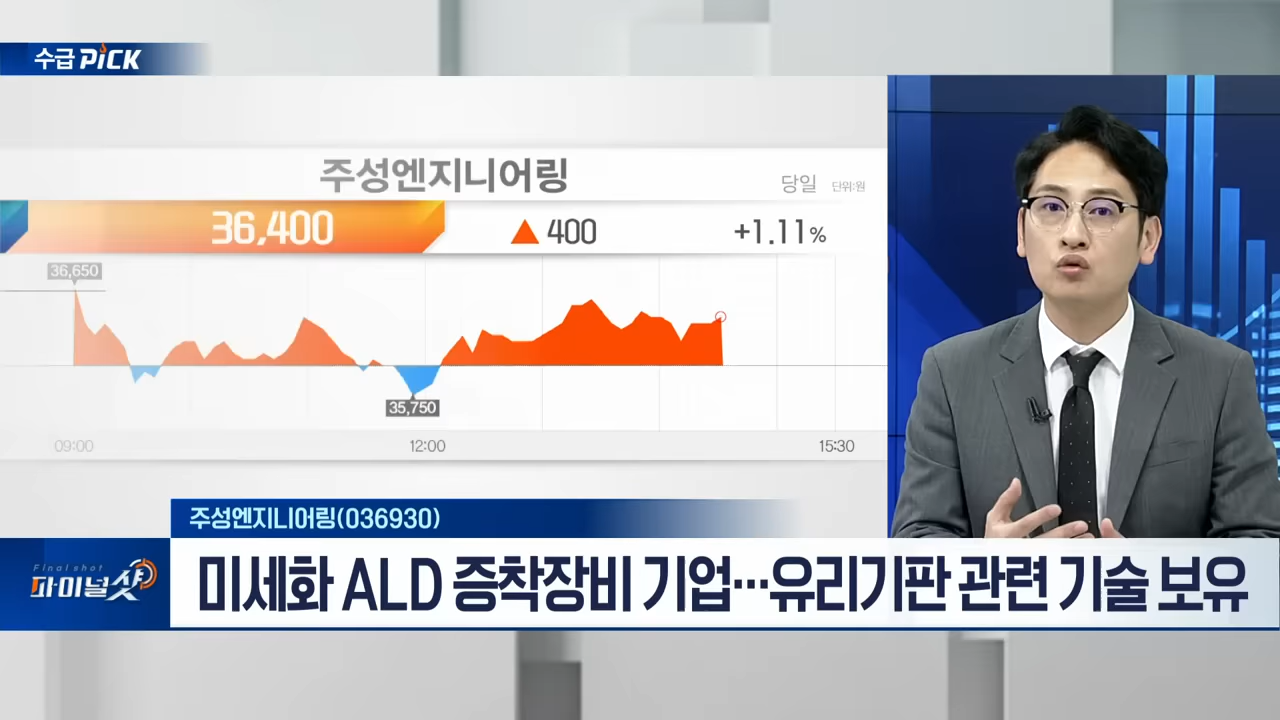 수급 PiCK
주성엔지니어링
당일 단위:원
36,400 ▲ 400 +1.11%
36,650
35,750
09:00 12:00 15:30
주성엔지니어링(036930)
Final shot
파이널샷
미세화 ALD 증착장비 기업…유리기판 관련 기술 보유